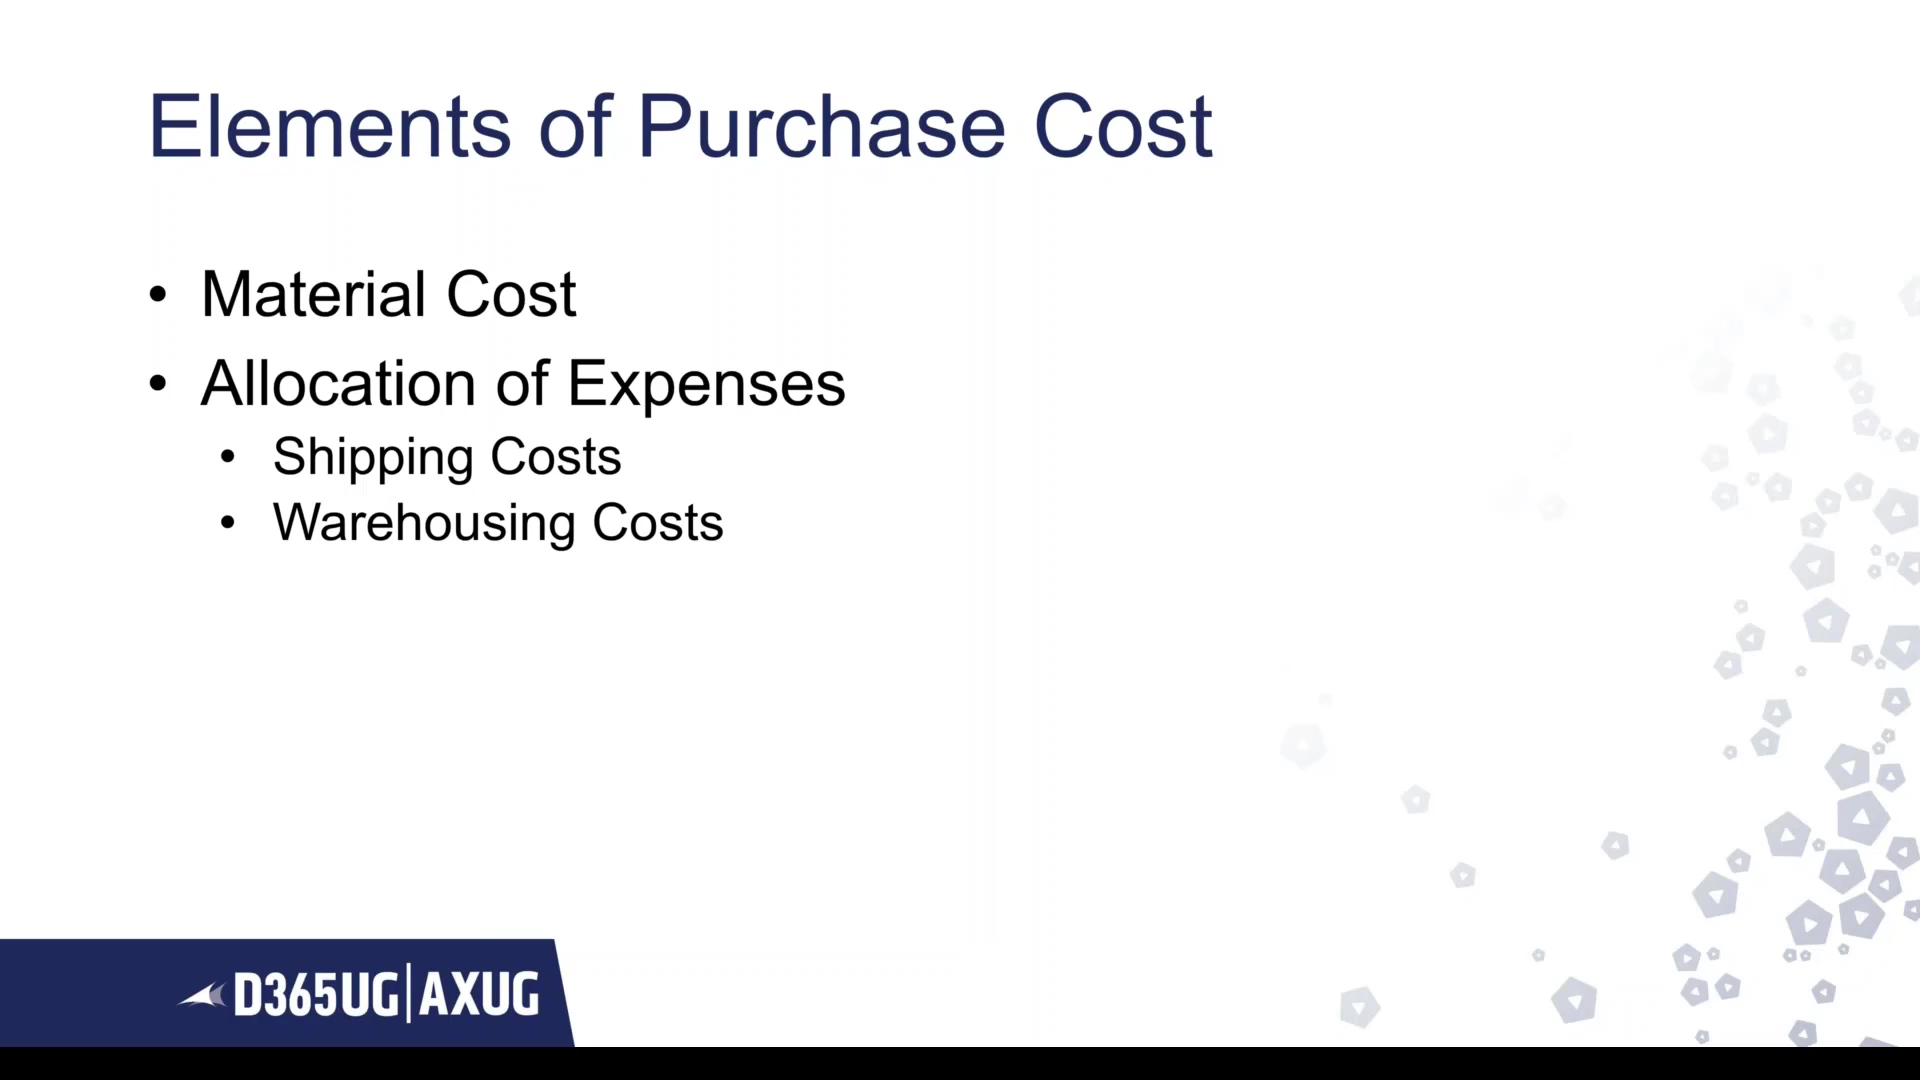 Elements of Purchase Cost
• Material Cost
• Allocation of Expenses
• Shipping Costs
• Warehousing Costs
D365UG|AXUG